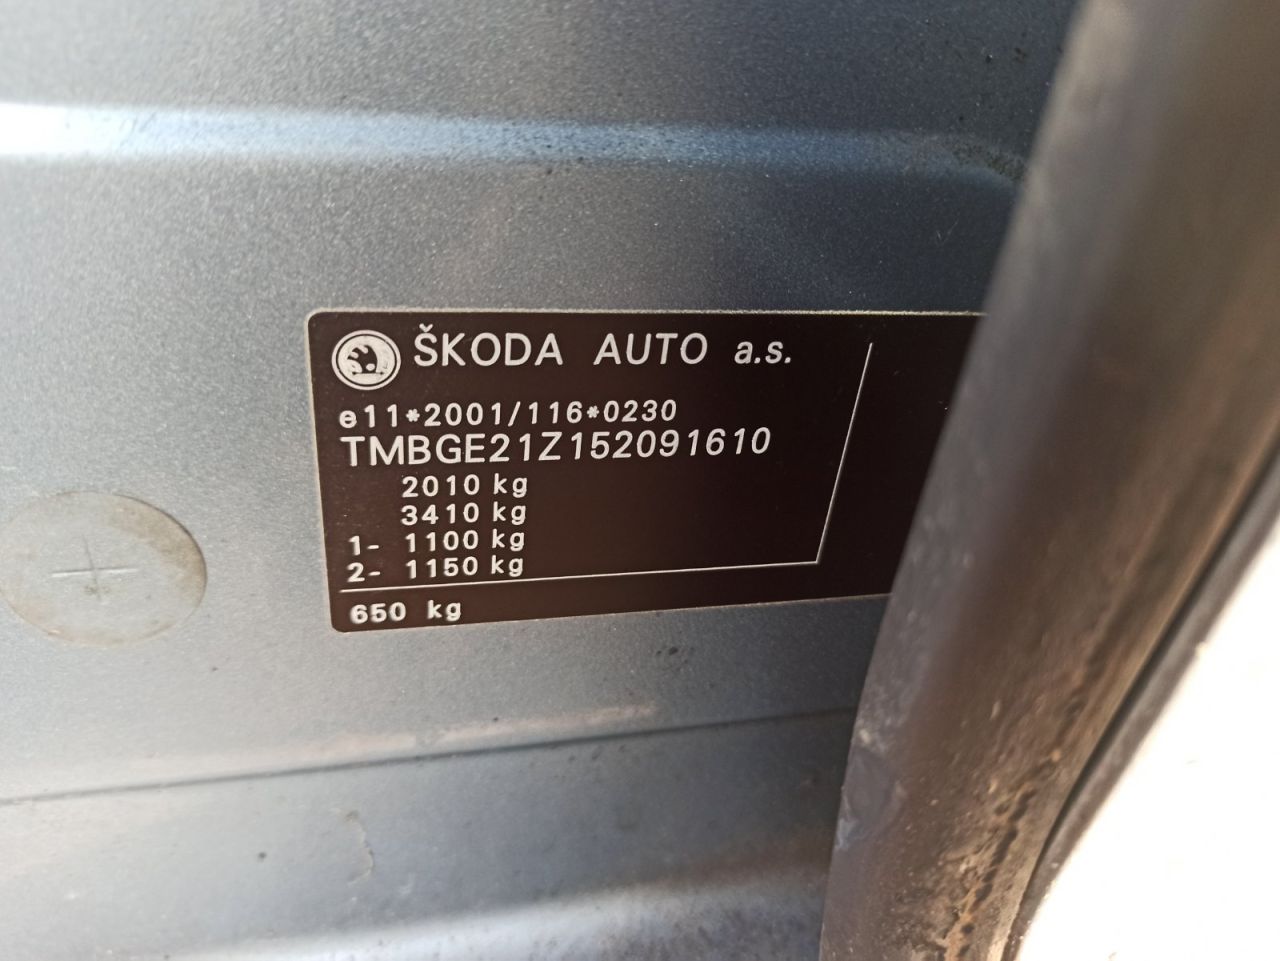 ŠKODA AUTO a.s.
e11*2001/116*0230
TMBGE21Z152091610
2010 kg
3410 kg
1- 1100 kg
2- 1150 kg
650 kg